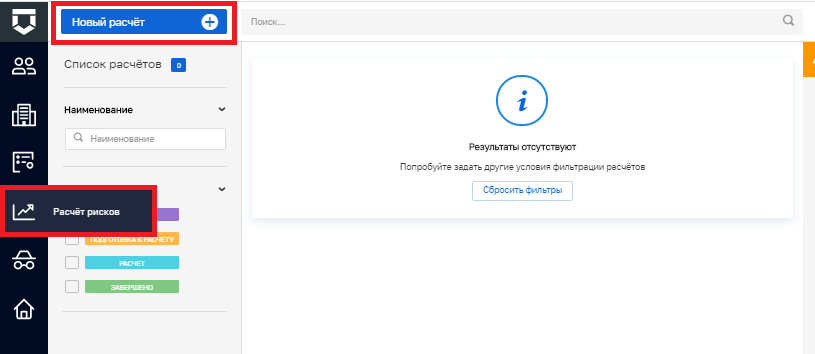 Новый расчёт
Поиск...
Список расчётов 0
Наименование
Наименование
Расчёт рисков
ПОДГОТОВКА К РАСЧЕТУ
РАСЧЕТ
ЗАВЕРШЕНО
Результаты отсутствуют
Попробуйте задать другие условия фильтрации расчётов
Сбросить фильтры